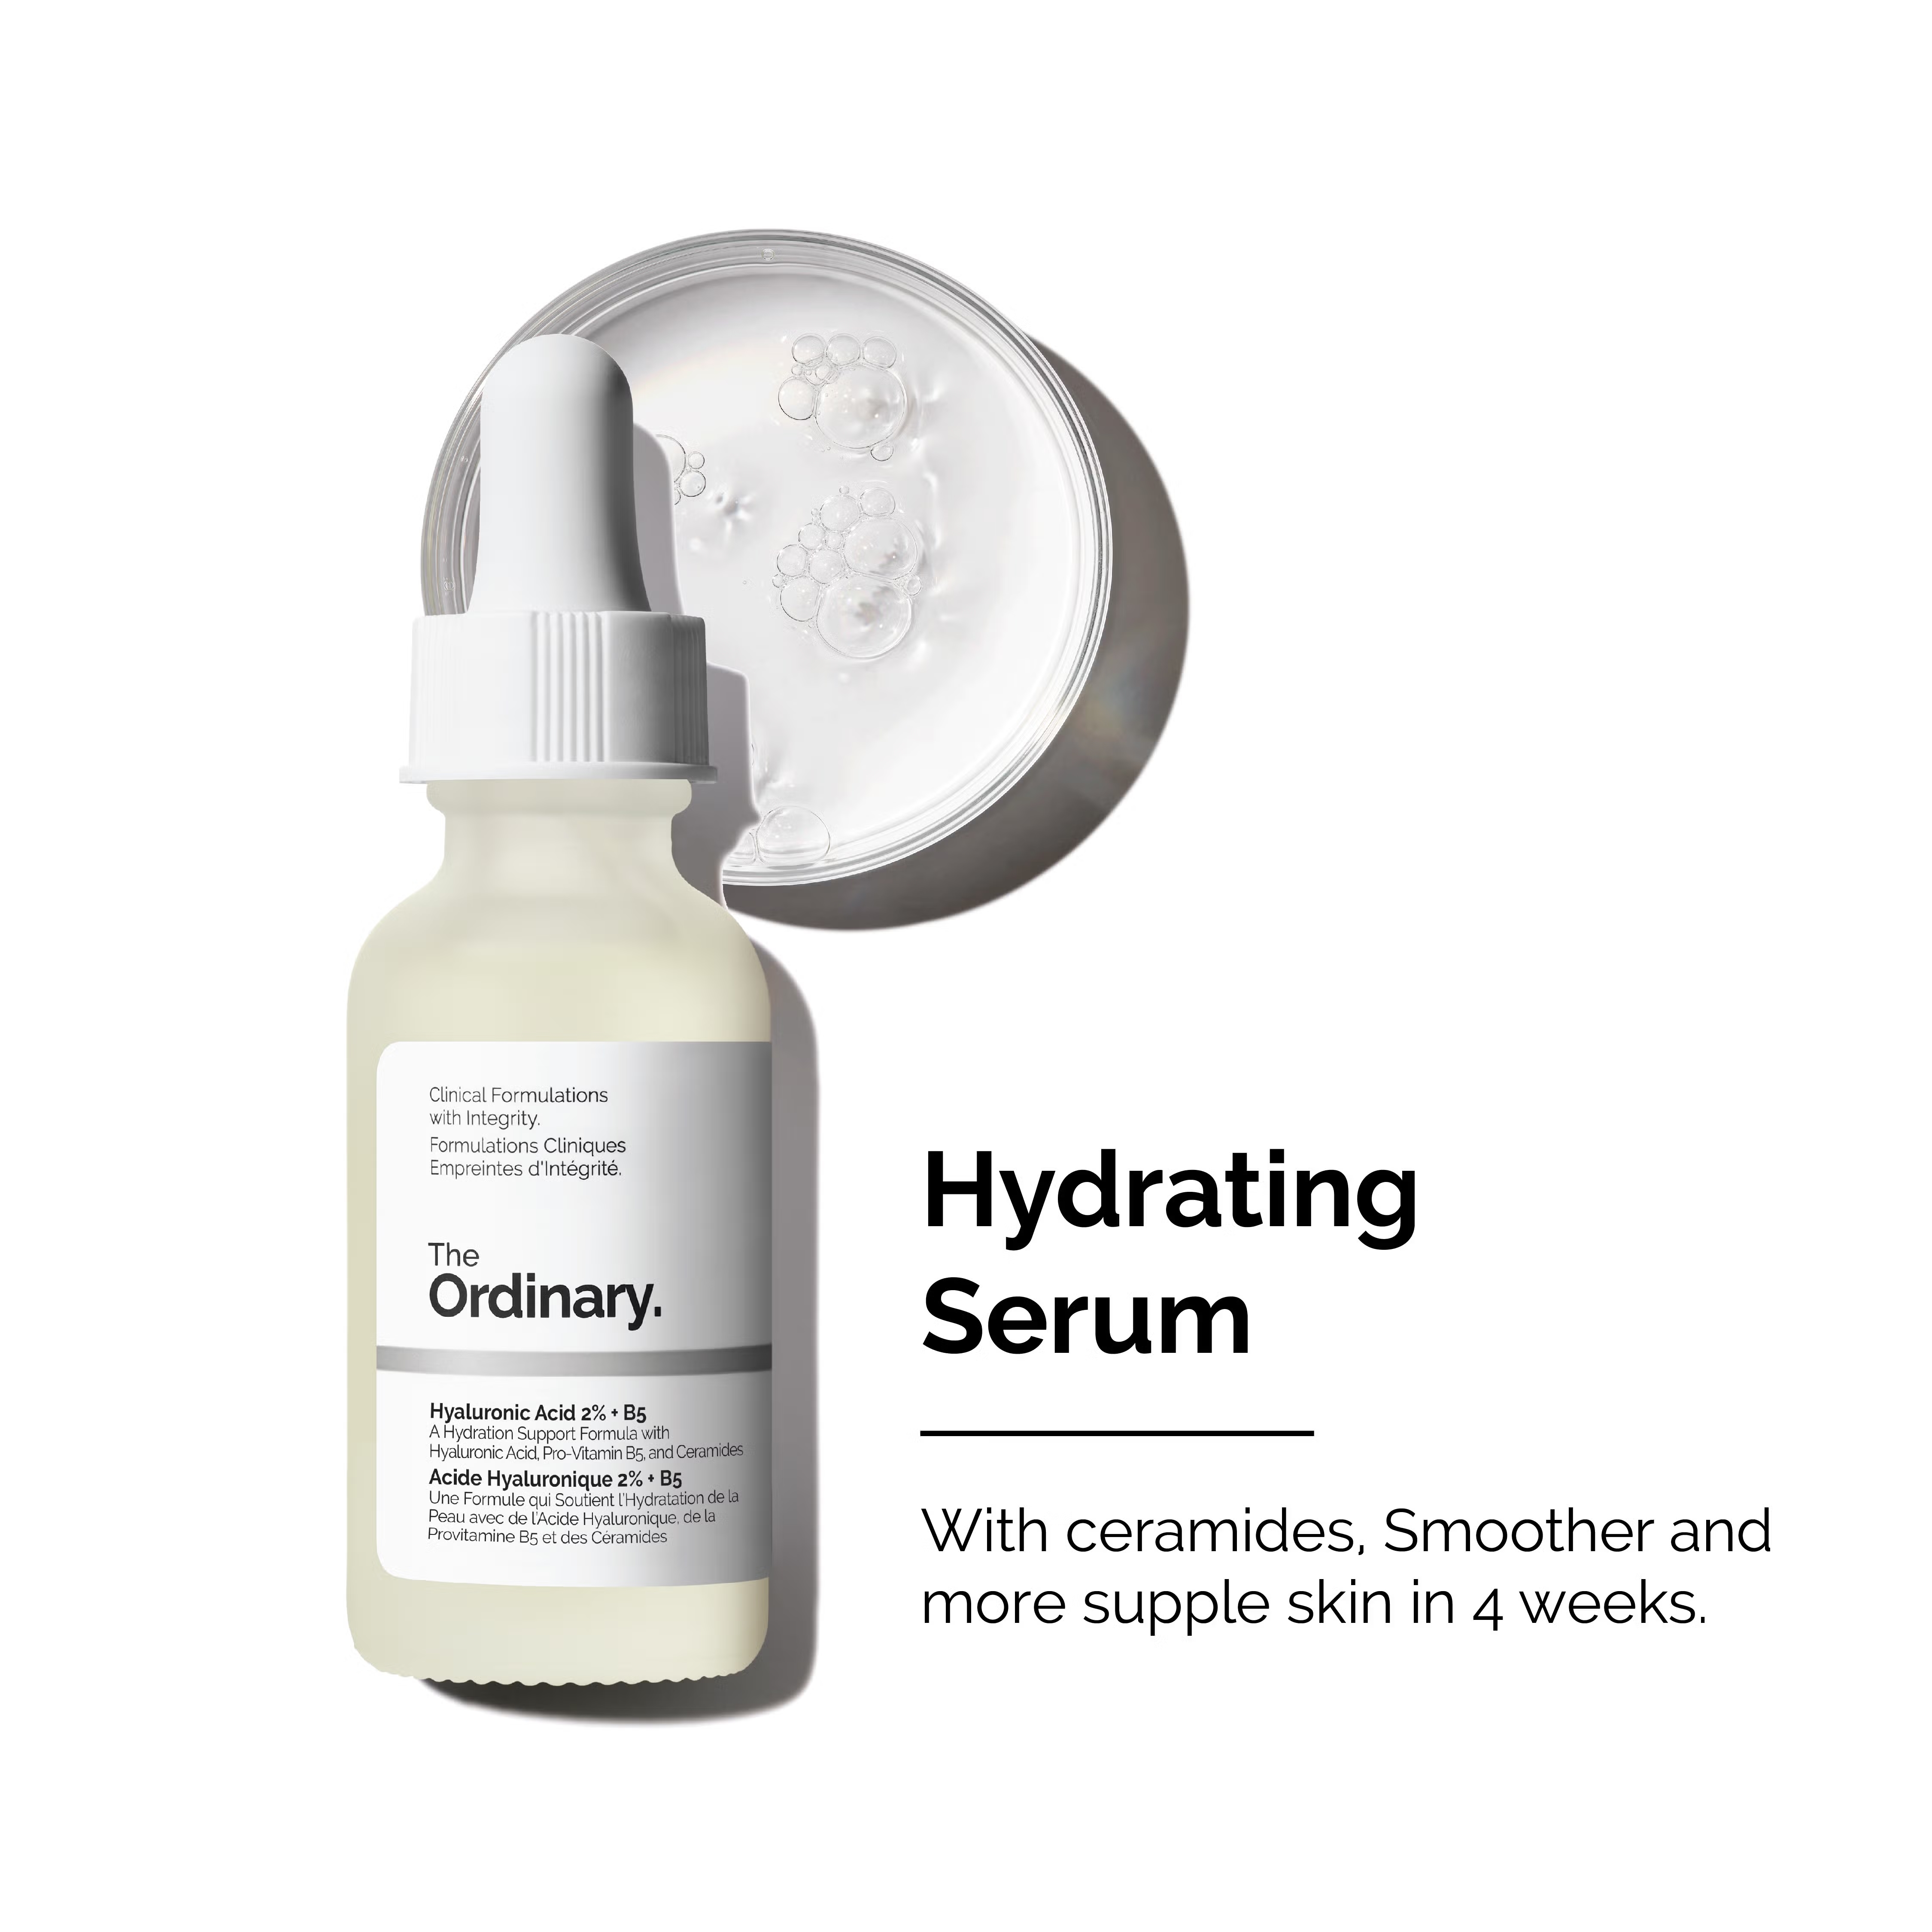 Clinical Formulations
with Integrity.
Formulations Cliniques
Empreintes d'Intégrité.
The
Ordinary.
Hyaluronic Acid 2% + B5
A Hydration Support Formula with
Hyaluronic Acid, Pro-Vitamin B5, and Ceramides
Acide Hyaluronique 2% + B5
Une Formule qui Soutient l'Hydratation de la
Peau avec de l'Acide Hyaluronique, de la
Provitamine B5 et des Céramides
Hydrating
Serum
With ceramides, Smoother and
more supple skin in 4 weeks.